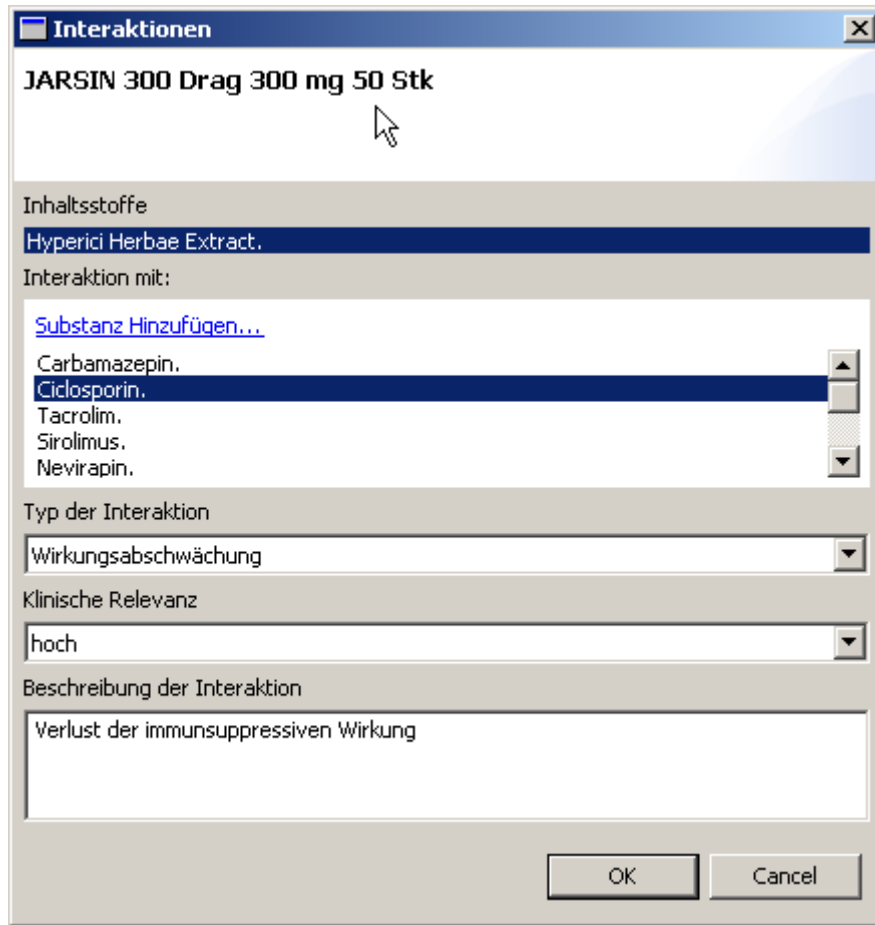 Interaktionen
JARSIN 300 Drag 300 mg 50 Stk
Inhaltsstoffe
Hyperici Herbae Extract.
Interaktion mit:
Substanz Hinzufügen...
Carbamazepin.
Ciclosporin.
Tacrolim.
Sirolimus.
Nevirapin.
Typ der Interaktion
Wirkungsabschwächung
Klinische Relevanz
hoch
Beschreibung der Interaktion
Verlust der immunsuppressiven Wirkung
OK
Cancel